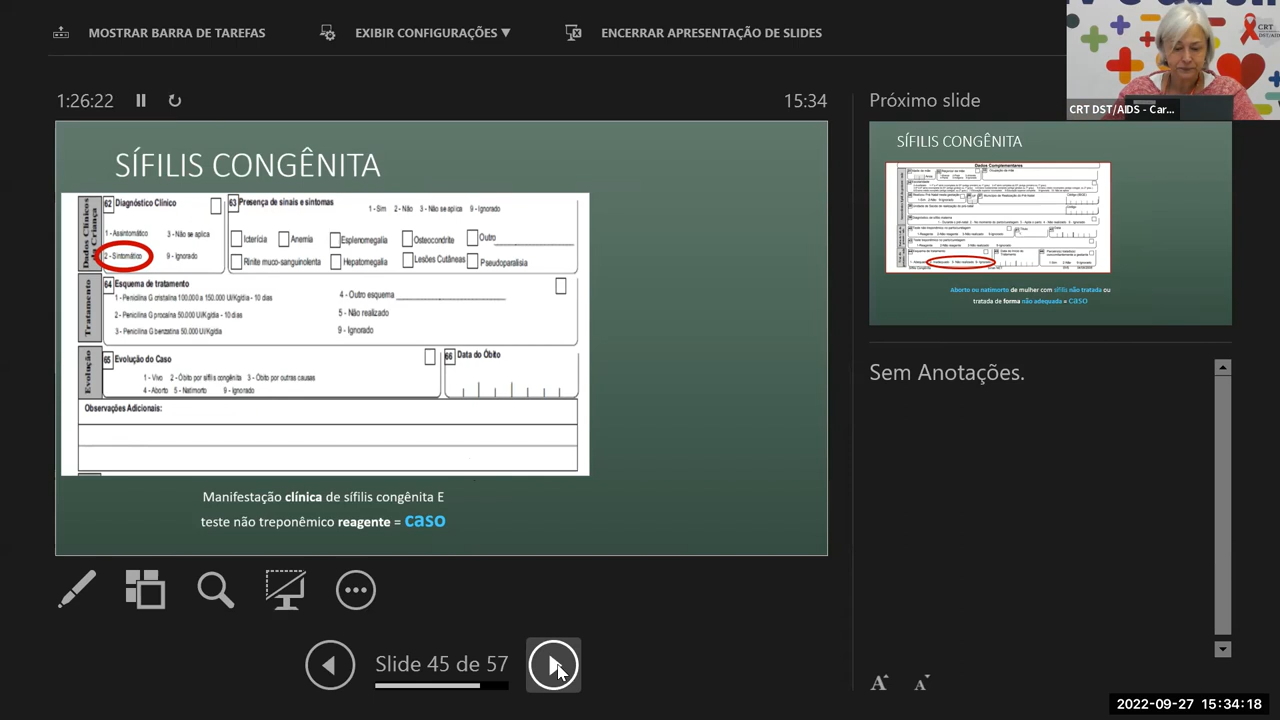 MOSTRAR BARRA DE TAREFAS
EXIBIR CONFIGURAÇÕES ▼
ENCERRAR APRESENTAÇÃO DE SLIDES
CRT
DST/AIDS
CRT DST/AIDS - Car...
1:26:22
15:34
Próximo slide
SÍFILIS CONGÊNITA
62 Diagnóstico Clínico
1 - Assintomático 3 - Não se aplica
2 - Sintomático 9 - Ignorado
63 Presença de sinais e sintomas
Sim 2 - Não 3 - Não se aplica 9 - Ignorado
Icterícia Anemia Esplenomegalia Osteocondrite Outro
Rinite muco-sanguinolenta Hepatomegalia Lesões Cutâneas Pseudoparalisia
Tratamento
64 Esquema de tratamento
1 - Penicilina G cristalina 100.000 a 150.000 UI/Kg/dia - 10 dias
2 - Penicilina G procaína 50.000 UI/Kg/dia - 10 dias
3 - Penicilina G benzatina 50.000 UI/Kg/dia
4 - Outro esquema
5 - Não realizado
9 - Ignorado
Evolução
65 Evolução do Caso
1 - Vivo 2 - Óbito por sífilis congênita 3 - Óbito por outras causas
4 - Aborto 5 - Natimorto 9 - Ignorado
66 Data do Óbito
Observações Adicionais:
Manifestação clínica de sífilis congênita E
teste não treponêmico reagente = caso
SÍFILIS CONGÊNITA
Dados Complementares
Aborto ou natimorto de mulher com sífilis não tratada ou
tratada de forma não adequada = caso
Sem Anotações.
Slide 45 de 57
A A
2022-09-27 15:34:18